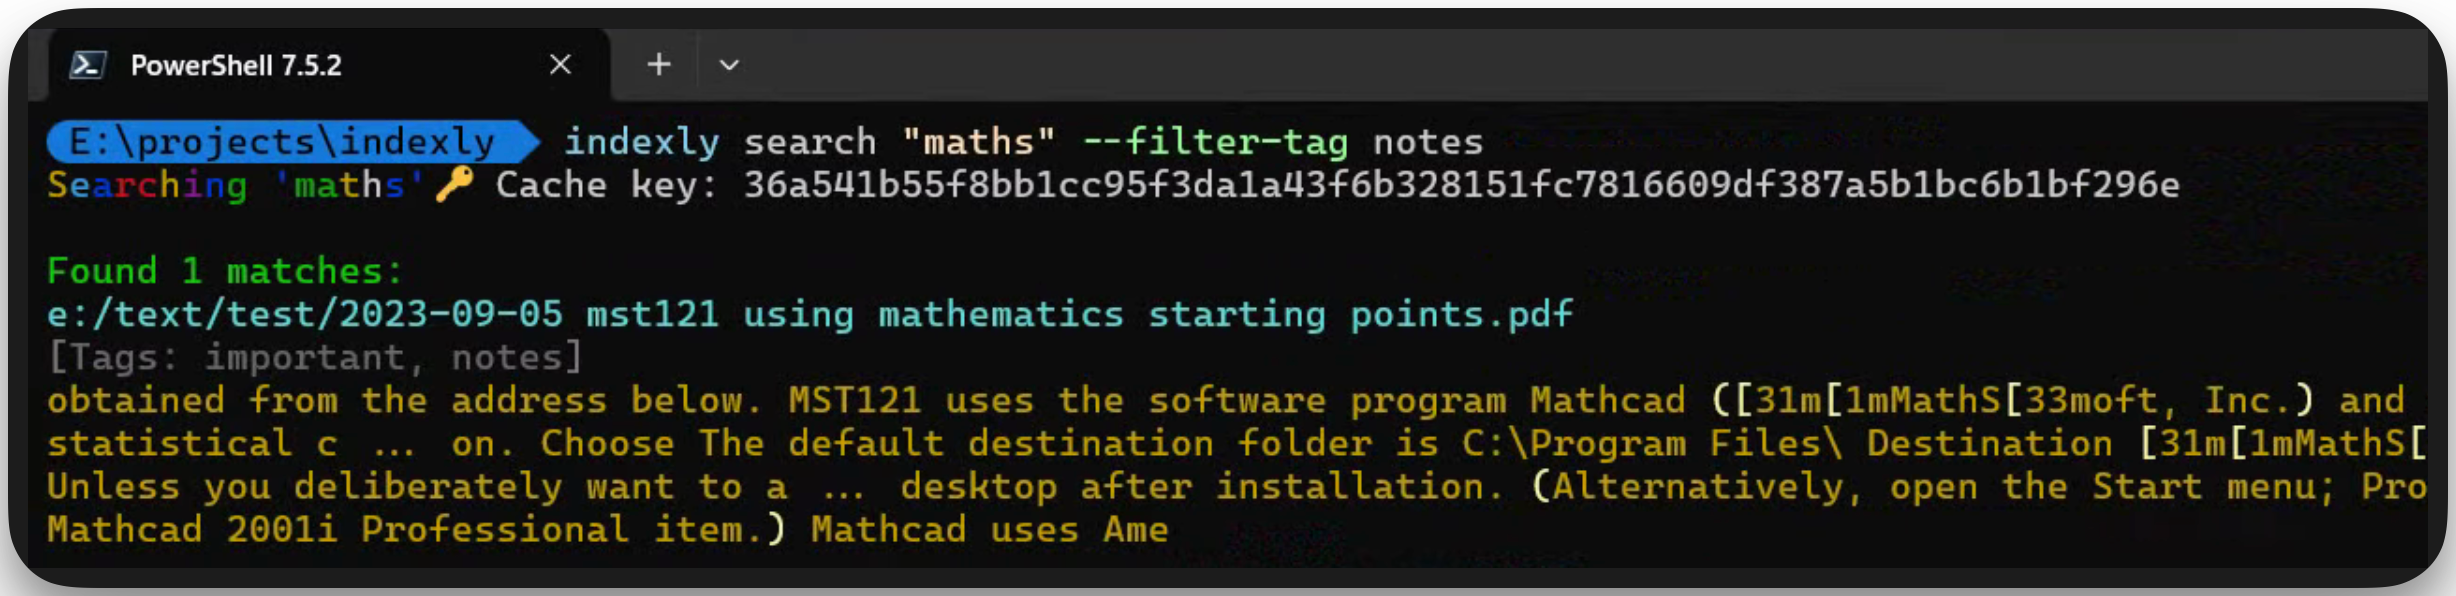 PowerShell 7.5.2
E:\projects\indexly indexly search "maths" --filter-tag notes
Searching 'maths'🔑 Cache key: 36a541b55f8bb1cc95f3da1a43f6b328151fc7816609df387a5b1bc6b1bf296e
Found 1 matches:
e:/text/test/2023-09-05 mst121 using mathematics starting points.pdf
[Tags: important, notes]
obtained from the address below. MST121 uses the software program Mathcad ([31m[1mMathS[33moft, Inc.) and
statistical c ... on. Choose The default destination folder is C:\Program Files\ Destination [31m[1mMathS[
Unless you deliberately want to a ... desktop after installation. (Alternatively, open the Start menu; Pro
Mathcad 2001i Professional item.) Mathcad uses Ame